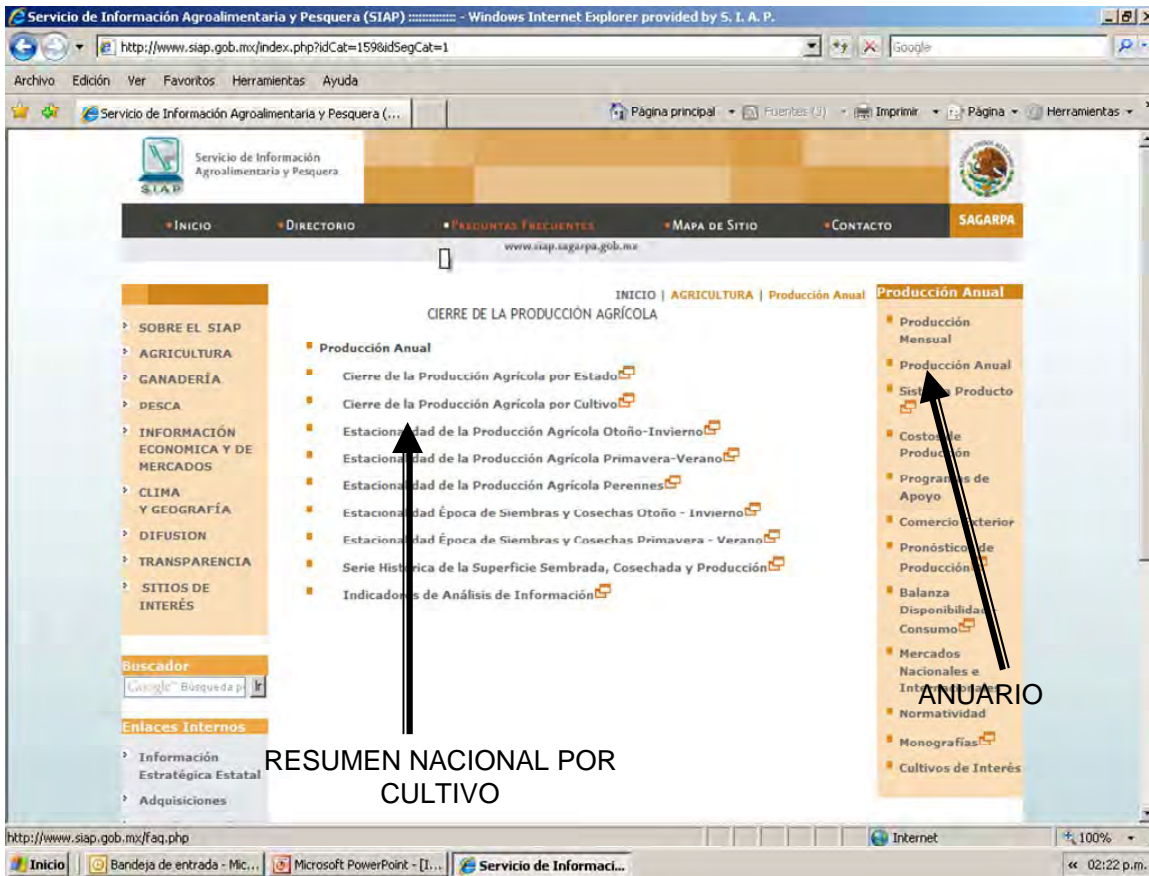 Servicio de Información Agroalimentaria y Pesquera (SIAP) ::::::::::::: - Windows Internet Explorer provided by S. I. A. P.
http://www.siap.gob.mx/index.php?idCat=159&idSegCat=1
Google
Archivo Edición Ver Favoritos Herramientas Ayuda
Servicio de Información Agroalimentaria y Pesquera (...
Página principal Fuentes (3) Imprimir Página Herramientas
Servicio de Información
Agroalimentaria y Pesquera
SIAP
INICIO DIRECTORIO PREGUNTAS FRECUENTES MAPA DE SITIO CONTACTO SAGARPA
www.siap.sagarpa.gob.mx
INICIO | AGRICULTURA | Producción Anual
CIERRE DE LA PRODUCCIÓN AGRÍCOLA
Producción Anual
Cierre de la Producción Agrícola por Estado
Cierre de la Producción Agrícola por Cultivo
Estacionalidad de la Producción Agrícola Otoño-Invierno
Estacionalidad de la Producción Agrícola Primavera-Verano
Estacionalidad de la Producción Agrícola Perennes
Estacionalidad Época de Siembras y Cosechas Otoño - Invierno
Estacionalidad Época de Siembras y Cosechas Primavera - Verano
Serie Histórica de la Superficie Sembrada, Cosechada y Producción
Indicadores de Análisis de Información
SOBRE EL SIAP
AGRICULTURA
GANADERÍA
PESCA
INFORMACIÓN
ECONOMICA Y DE
MERCADOS
CLIMA
Y GEOGRAFÍA
DIFUSION
TRANSPARENCIA
SITIOS DE
INTERÉS
Buscador
Google Búsqueda p Ir
Enlaces Internos
Información
Estratégica Estatal
Adquisiciones
Producción Anual
Producción
Mensual
Producción Anual
Sistema Producto
Costos de
Producción
Programas de
Apoyo
Comercio Exterior
Pronósticos de
Producción
Balanza
Disponibilidad-
Consumo
Mercados
Nacionales e
Internacionales
Normatividad
Monografías
Cultivos de Interés
ANUARIO
RESUMEN NACIONAL POR
CULTIVO
http://www.siap.gob.mx/faq.php
Internet
100%
Inicio Bandeja de entrada - Mic... Microsoft PowerPoint - [I... Servicio de Informaci... « 02:22 p.m.